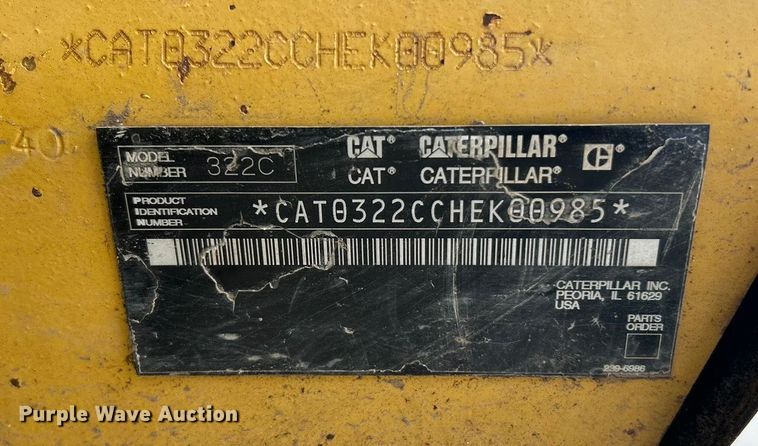 *CAT0322CCHEK00985*
-40
MODEL NUMBER 322C
CAT® CATERPILLAR® C®
CAT® CATERPILLAR®
PRODUCT IDENTIFICATION NUMBER *CAT0322CCHEK00985*
CATERPILLAR INC.
PEORIA, IL 61629
USA
PARTS
ORDER
239-6986
Purple Wave Auction